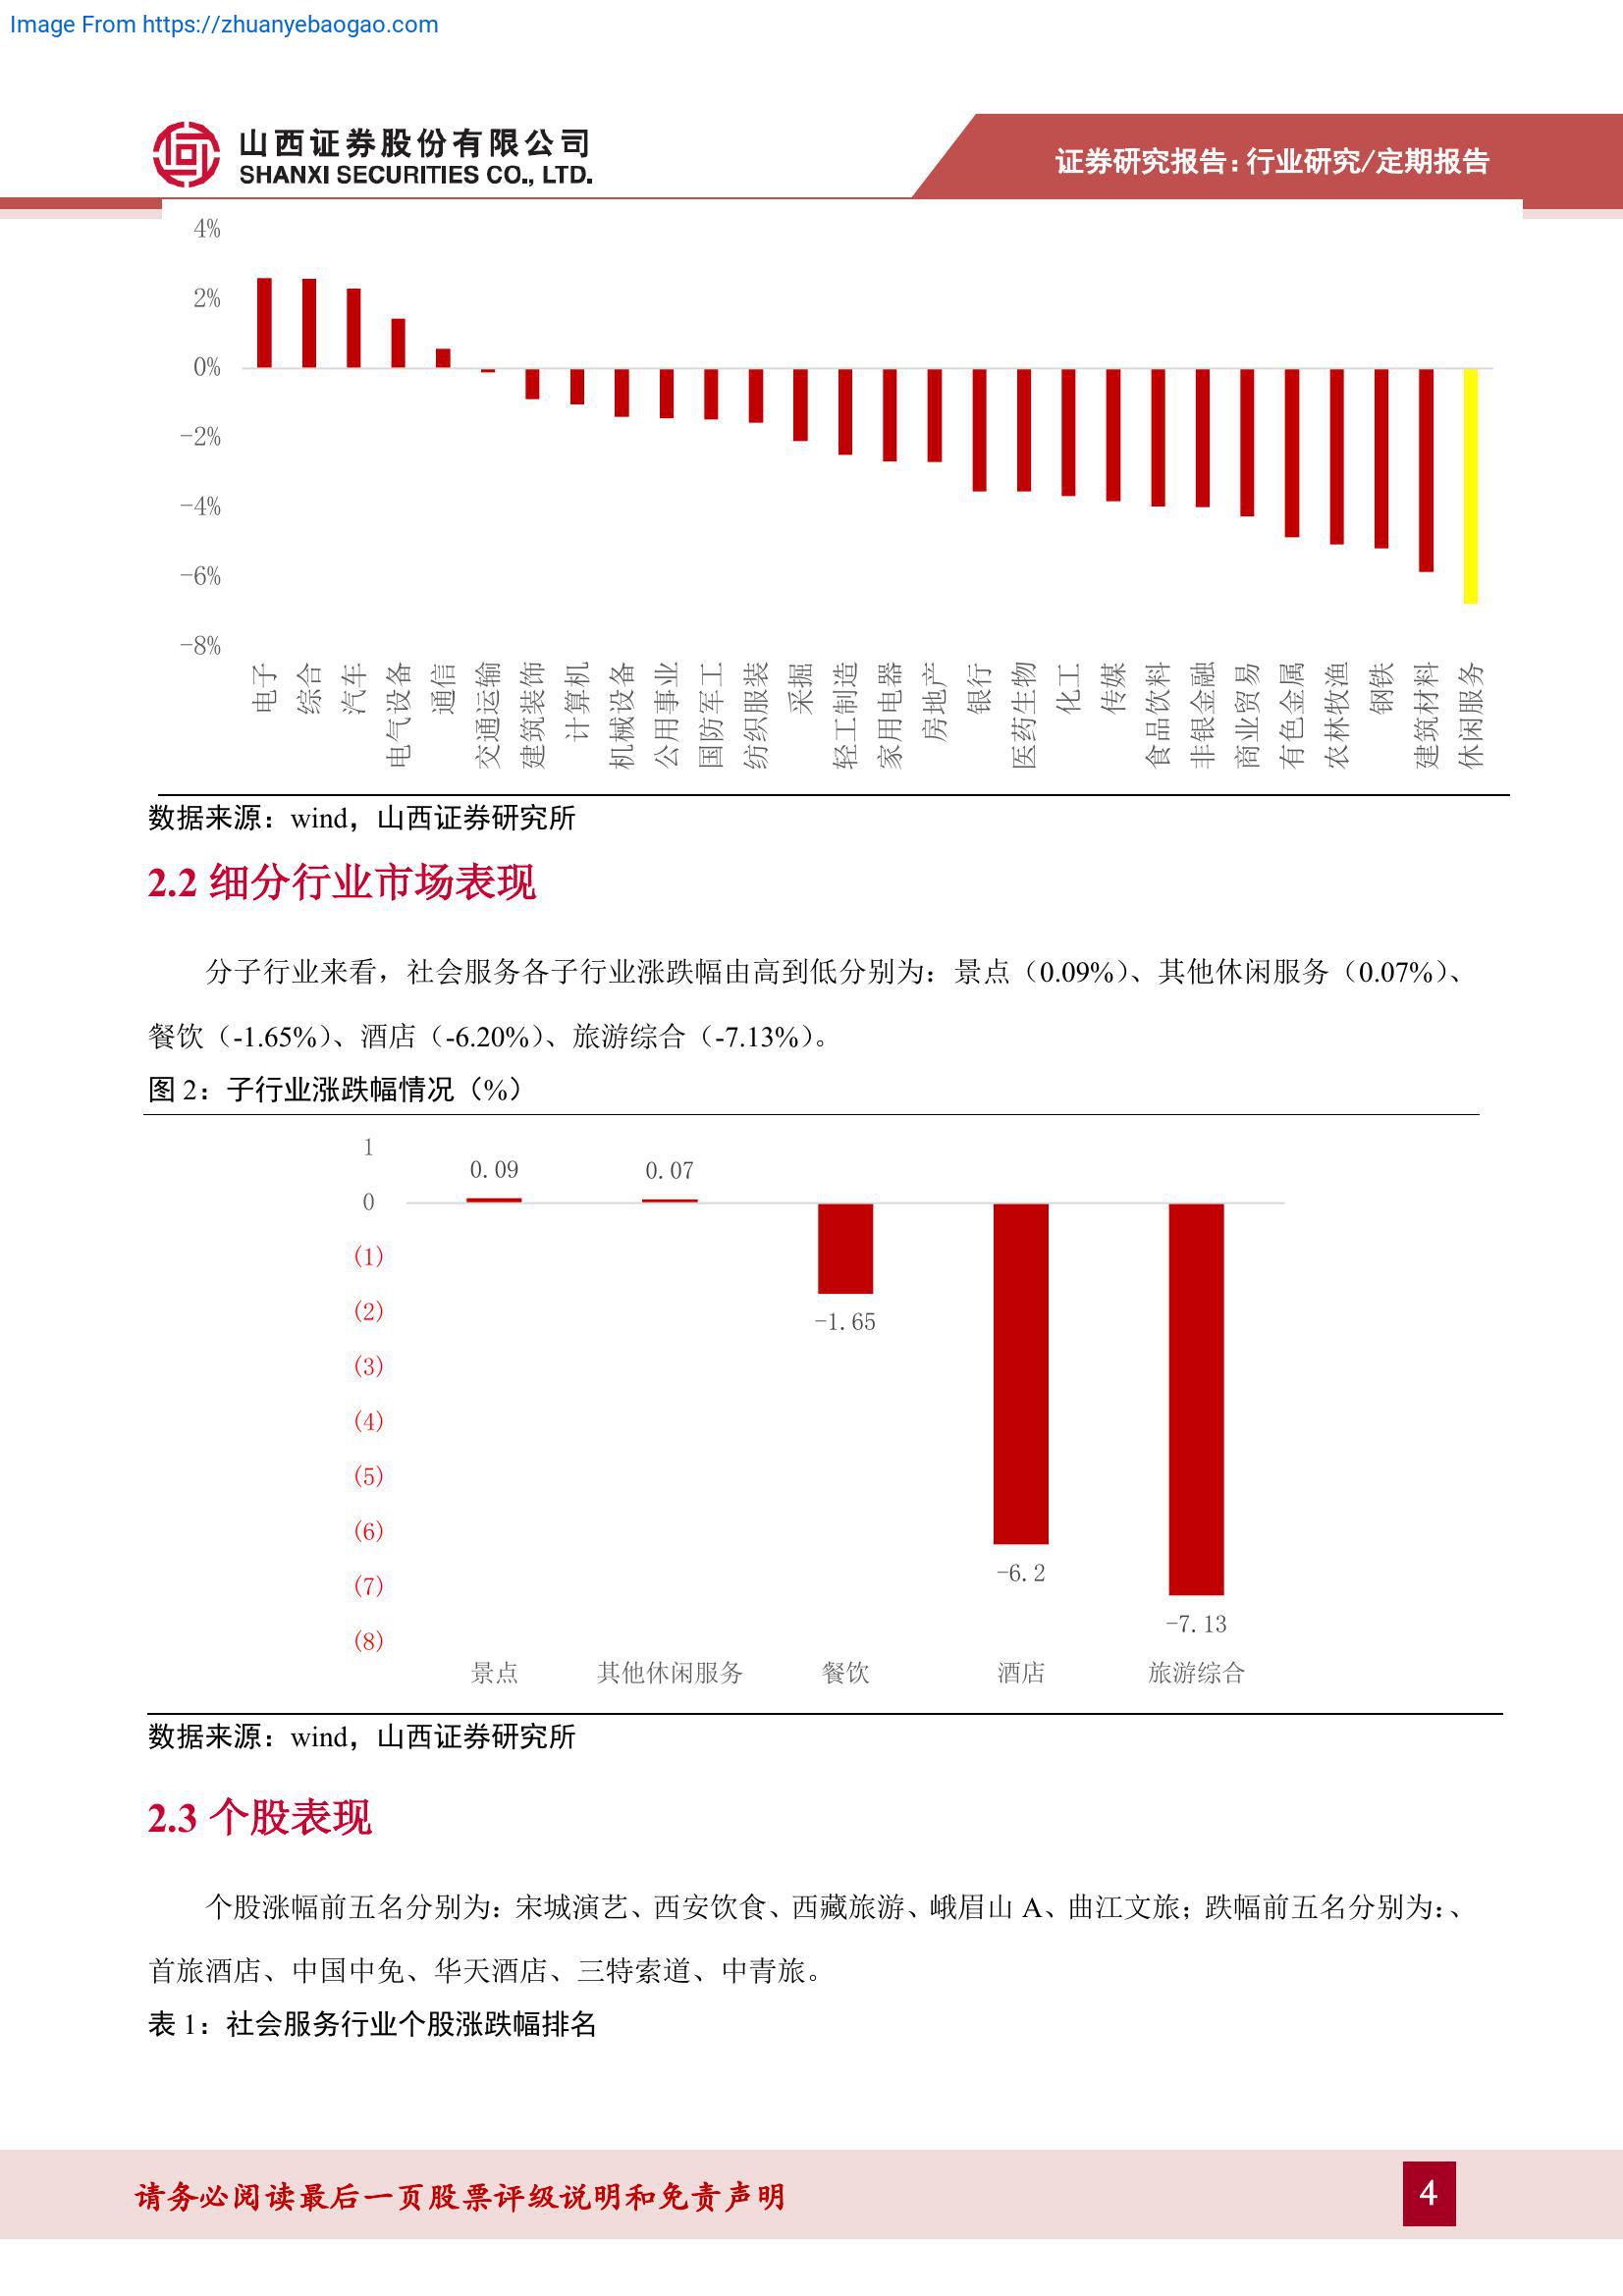 Image From https://zhuanyebaogao.com
山西证券股份有限公司
SHANXI SECURITIES CO., LTD.
证券研究报告:行业研究/定期报告
4%
2%
0%
-2%
-4%
-6%
-8%
电子
综合
汽车
电气设备
通信
交通运输
建筑装饰
计算机
机械设备
公用事业
国防军工
纺织服装
采掘
轻工制造
家用电器
房地产
银行
医药生物
化工
传媒
食品饮料
非银金融
商业贸易
有色金属
农林牧渔
钢铁
建筑材料
休闲服务
数据来源：wind，山西证券研究所
2.2 细分行业市场表现
分子行业来看，社会服务各子行业涨跌幅由高到低分别为：景点（0.09%）、其他休闲服务（0.07%）、
餐饮（-1.65%）、酒店（-6.20%）、旅游综合（-7.13%）。
图 2：子行业涨跌幅情况（%）
1
0
(1)
(2)
(3)
(4)
(5)
(6)
(7)
(8)
0.09
0.07
-1.65
-6.2
-7.13
景点
其他休闲服务
餐饮
酒店
旅游综合
数据来源：wind，山西证券研究所
2.3 个股表现
个股涨幅前五名分别为：宋城演艺、西安饮食、西藏旅游、峨眉山 A、曲江文旅；跌幅前五名分别为：、
首旅酒店、中国中免、华天酒店、三特索道、中青旅。
表 1：社会服务行业个股涨跌幅排名
请务必阅读最后一页股票评级说明和免责声明
4